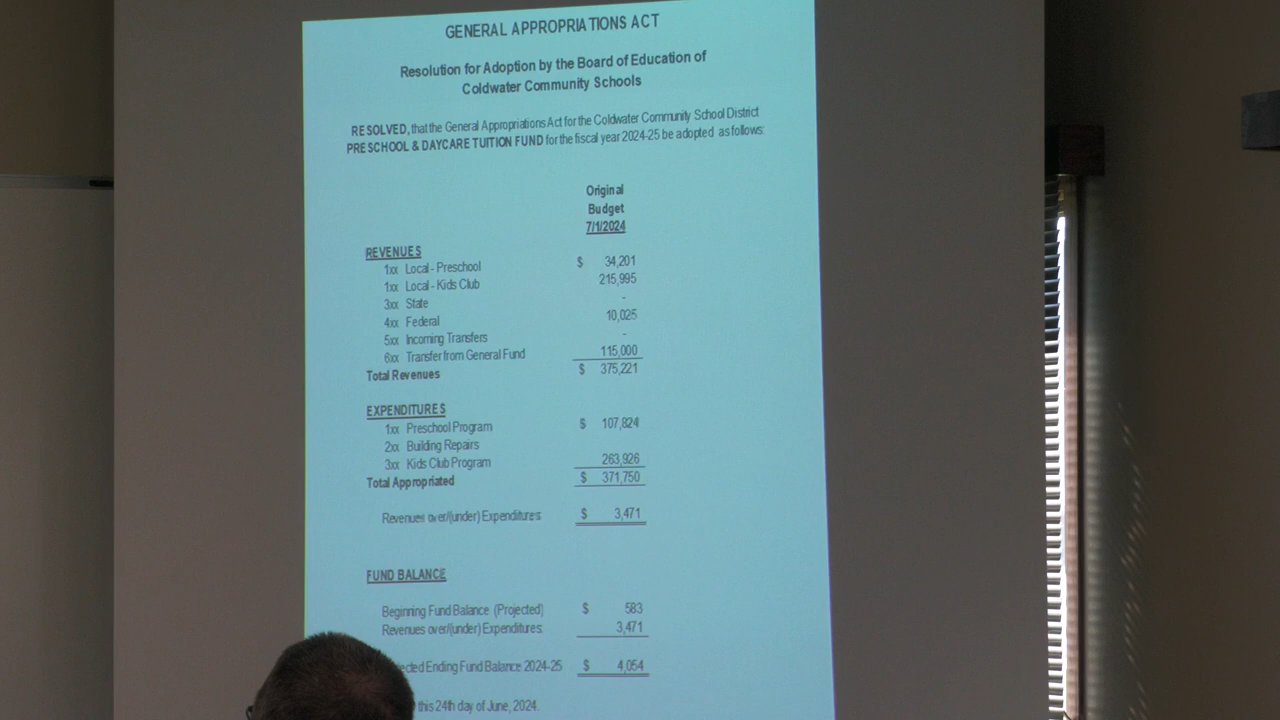 GENERAL APPROPRIATIONS ACT
Resolution for Adoption by the Board of Education of
Coldwater Community Schools
RESOLVED, that the General Appropriations Act for the Coldwater Community School District
PRESCHOOL & DAYCARE TUITION FUND for the fiscal year 2024-25 be adopted as follows:
Original
Budget
7/1/2024
REVENUES
1xx Local - Preschool $ 34,201
1xx Local - Kids Club 215,995
3xx State -
4xx Federal 10,025
5xx Incoming Transfers -
6xx Transfer from General Fund 115,000
Total Revenues $ 375,221
EXPENDITURES
1xx Preschool Program $ 107,824
2xx Building Repairs
3xx Kids Club Program 263,926
Total Appropriated $ 371,750
Revenues over/(under) Expenditures $ 3,471
FUND BALANCE
Beginning Fund Balance (Projected) $ 583
Revenues over/(under) Expenditures 3,471
Ending Fund Balance 2024-25 $ 4,054
this 24th day of June, 2024.